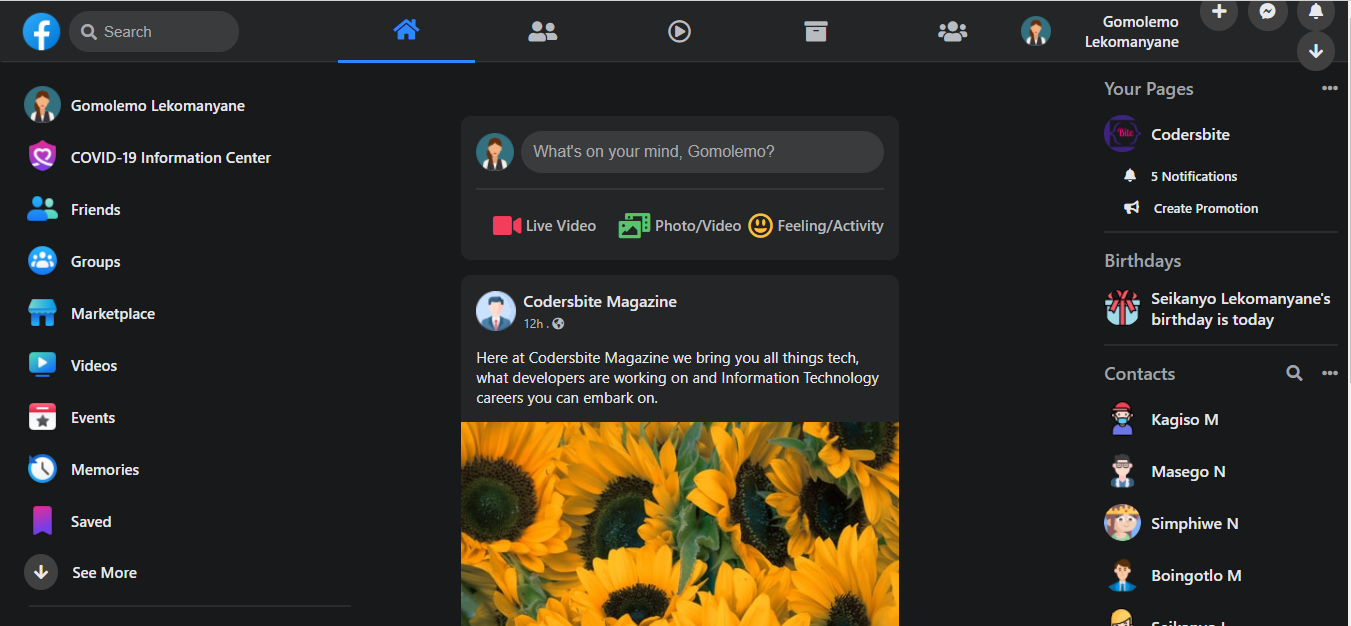 Search
Gomolemo
Lekomanyane
Gomolemo Lekomanyane
COVID-19 Information Center
Friends
Groups
Marketplace
Videos
Events
Memories
Saved
See More
What's on your mind, Gomolemo?
Live Video
Photo/Video
Feeling/Activity
Codersbite Magazine
12h .
Here at Codersbite Magazine we bring you all things tech,
what developers are working on and Information Technology
careers you can embark on.
Your Pages
Bite
Codersbite
5 Notifications
Create Promotion
Birthdays
Seikanyo Lekomanyane's
birthday is today
Contacts
Kagiso M
Masego N
Simphiwe N
Boingotlo M